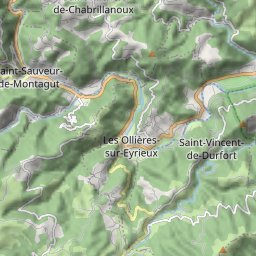 de-Chabrillanoux
Saint-Sauveur-
de-Montagut
Les Ollières-
sur-Eyrieux
Saint-Vincent-
de-Durfort